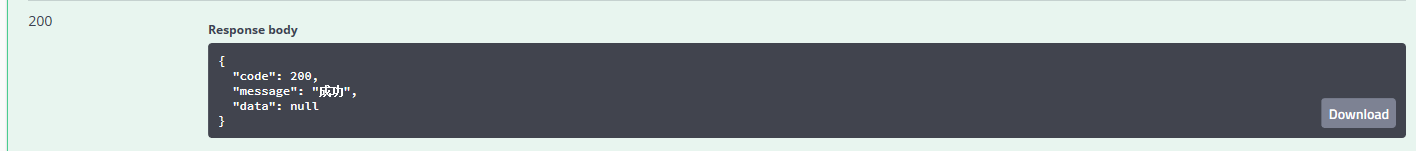 200
Response body
{
  "code": 200,
  "message": "成功",
  "data": null
}
Download